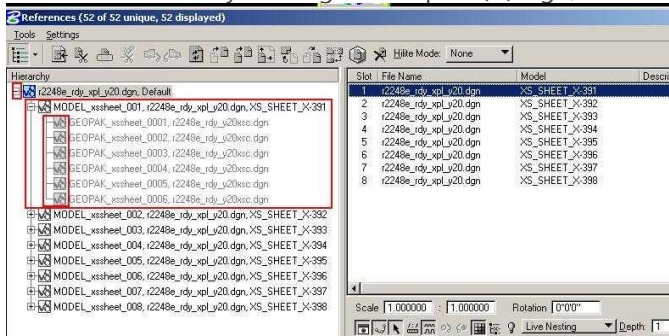 References (52 of 52 unique, 52 displayed)
Tools Settings
Hilite Mode: None
Hierarchy
r2248e_rdy_xpl_y20.dgn, Default
MODEL_xssheet_001, r2248e_rdy_xpl_y20.dgn, XS_SHEET_X-391
GEOPAK_xssheet_0001, r2248e_rdy_y20xsc.dgn
GEOPAK_xssheet_0002, r2248e_rdy_y20xsc.dgn
GEOPAK_xssheet_0003, r2248e_rdy_y20xsc.dgn
GEOPAK_xssheet_0004, r2248e_rdy_y20xsc.dgn
GEOPAK_xssheet_0005, r2248e_rdy_y20xsc.dgn
GEOPAK_xssheet_0006, r2248e_rdy_y20xsc.dgn
MODEL_xssheet_002, r2248e_rdy_xpl_y20.dgn, XS_SHEET_X-392
MODEL_xssheet_003, r2248e_rdy_xpl_y20.dgn, XS_SHEET_X-393
MODEL_xssheet_004, r2248e_rdy_xpl_y20.dgn, XS_SHEET_X-394
MODEL_xssheet_005, r2248e_rdy_xpl_y20.dgn, XS_SHEET_X-395
MODEL_xssheet_006, r2248e_rdy_xpl_y20.dgn, XS_SHEET_X-396
MODEL_xssheet_007, r2248e_rdy_xpl_y20.dgn, XS_SHEET_X-397
MODEL_xssheet_008, r2248e_rdy_xpl_y20.dgn, XS_SHEET_X-398
Slot File Name Model Descri
1 r2248e_rdy_xpl_y20.dgn XS_SHEET_X-391
2 r2248e_rdy_xpl_y20.dgn XS_SHEET_X-392
3 r2248e_rdy_xpl_y20.dgn XS_SHEET_X-393
4 r2248e_rdy_xpl_y20.dgn XS_SHEET_X-394
5 r2248e_rdy_xpl_y20.dgn XS_SHEET_X-395
6 r2248e_rdy_xpl_y20.dgn XS_SHEET_X-396
7 r2248e_rdy_xpl_y20.dgn XS_SHEET_X-397
8 r2248e_rdy_xpl_y20.dgn XS_SHEET_X-398
Scale 1.000000 : 1.000000 Rotation 0°0'0"
Live Nesting Depth: 1